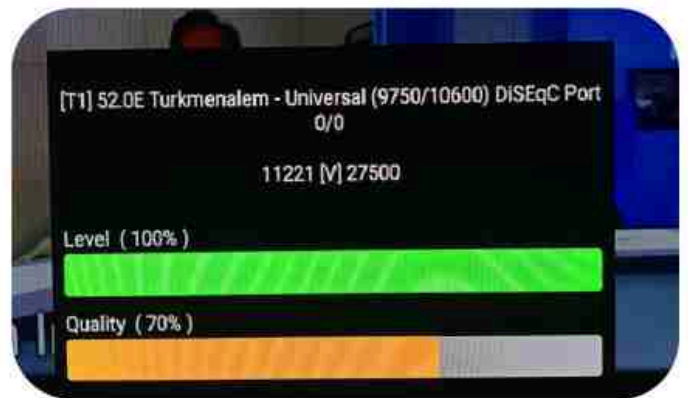 [T1] 52.0E Turkmenalem - Universal (9750/10600) DiSEqC Port
0/0
11221 [V] 27500
Level ( 100% )
Quality ( 70% )